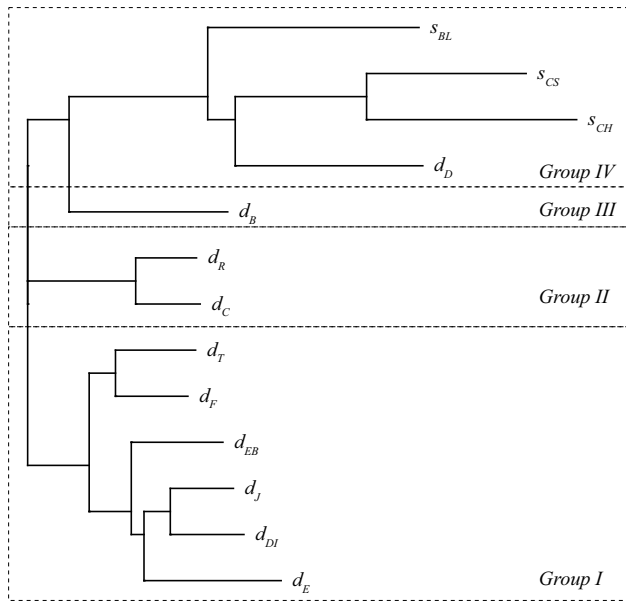 s_BL
s_CS
s_CH
d_D
Group IV
d_B
Group III
d_R
d_C
Group II
d_T
d_F
d_EB
d_J
d_DI
d_E
Group I